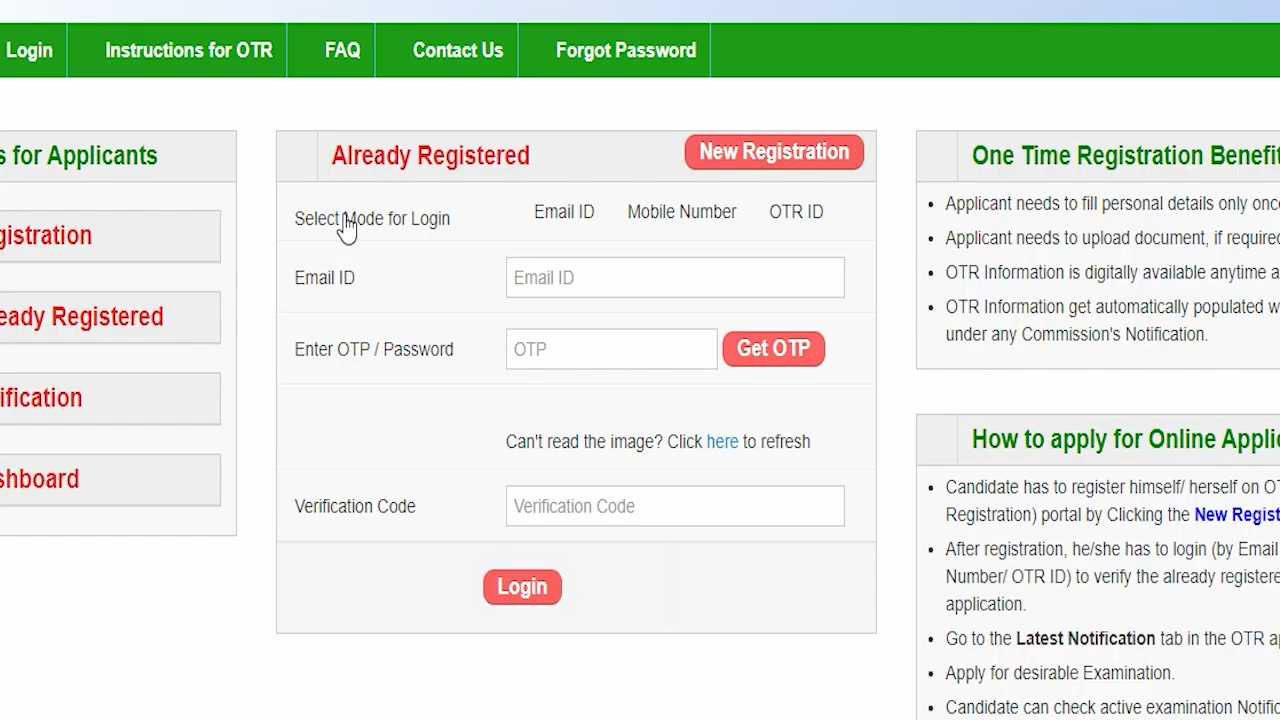 Login Instructions for OTR FAQ Contact Us Forgot Password
s for Applicants
gistration
eady Registered
ification
shboard
Already Registered New Registration
Select Mode for Login Email ID Mobile Number OTR ID
Email ID Email ID
Enter OTP / Password OTP Get OTP
Can't read the image? Click here to refresh
Verification Code Verification Code
Login
One Time Registration Benefit
Applicant needs to fill personal details only onc
Applicant needs to upload document, if required
OTR Information is digitally available anytime a
OTR Information get automatically populated w
under any Commission's Notification.
How to apply for Online Appli
Candidate has to register himself/ herself on OT
Registration) portal by Clicking the New Regist
After registration, he/she has to login (by Email
Number/ OTR ID) to verify the already registere
application.
Go to the Latest Notification tab in the OTR ap
Apply for desirable Examination.
Candidate can check active examination Notific